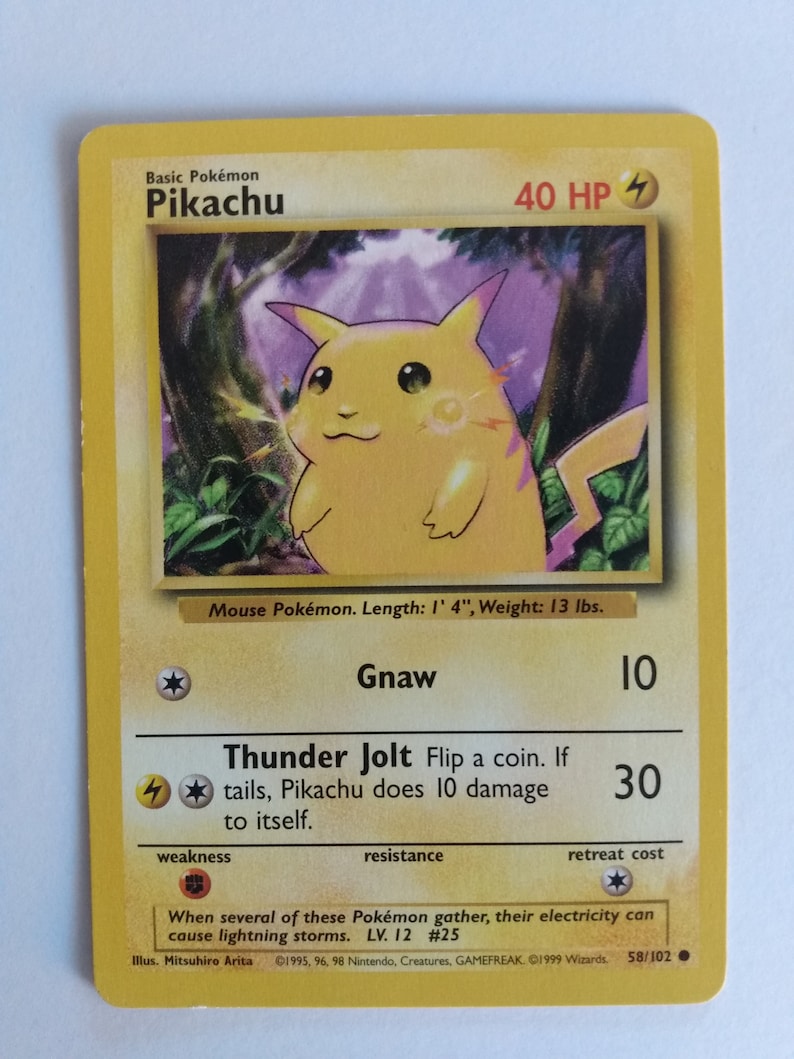 Basic Pokémon
Pikachu
40 HP
Mouse Pokémon. Length: 1' 4", Weight: 13 lbs.
Gnaw 10
Thunder Jolt Flip a coin. If
tails, Pikachu does 10 damage
to itself.
30
weakness resistance retreat cost
When several of these Pokémon gather, their electricity can
cause lightning storms. LV. 12 #25
Illus. Mitsuhiro Arita ©1995, 96, 98 Nintendo, Creatures, GAMEFREAK. ©1999 Wizards. 58/102